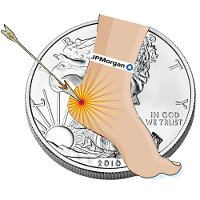 JPMorgan
IN GOD
WE TRUST
2010